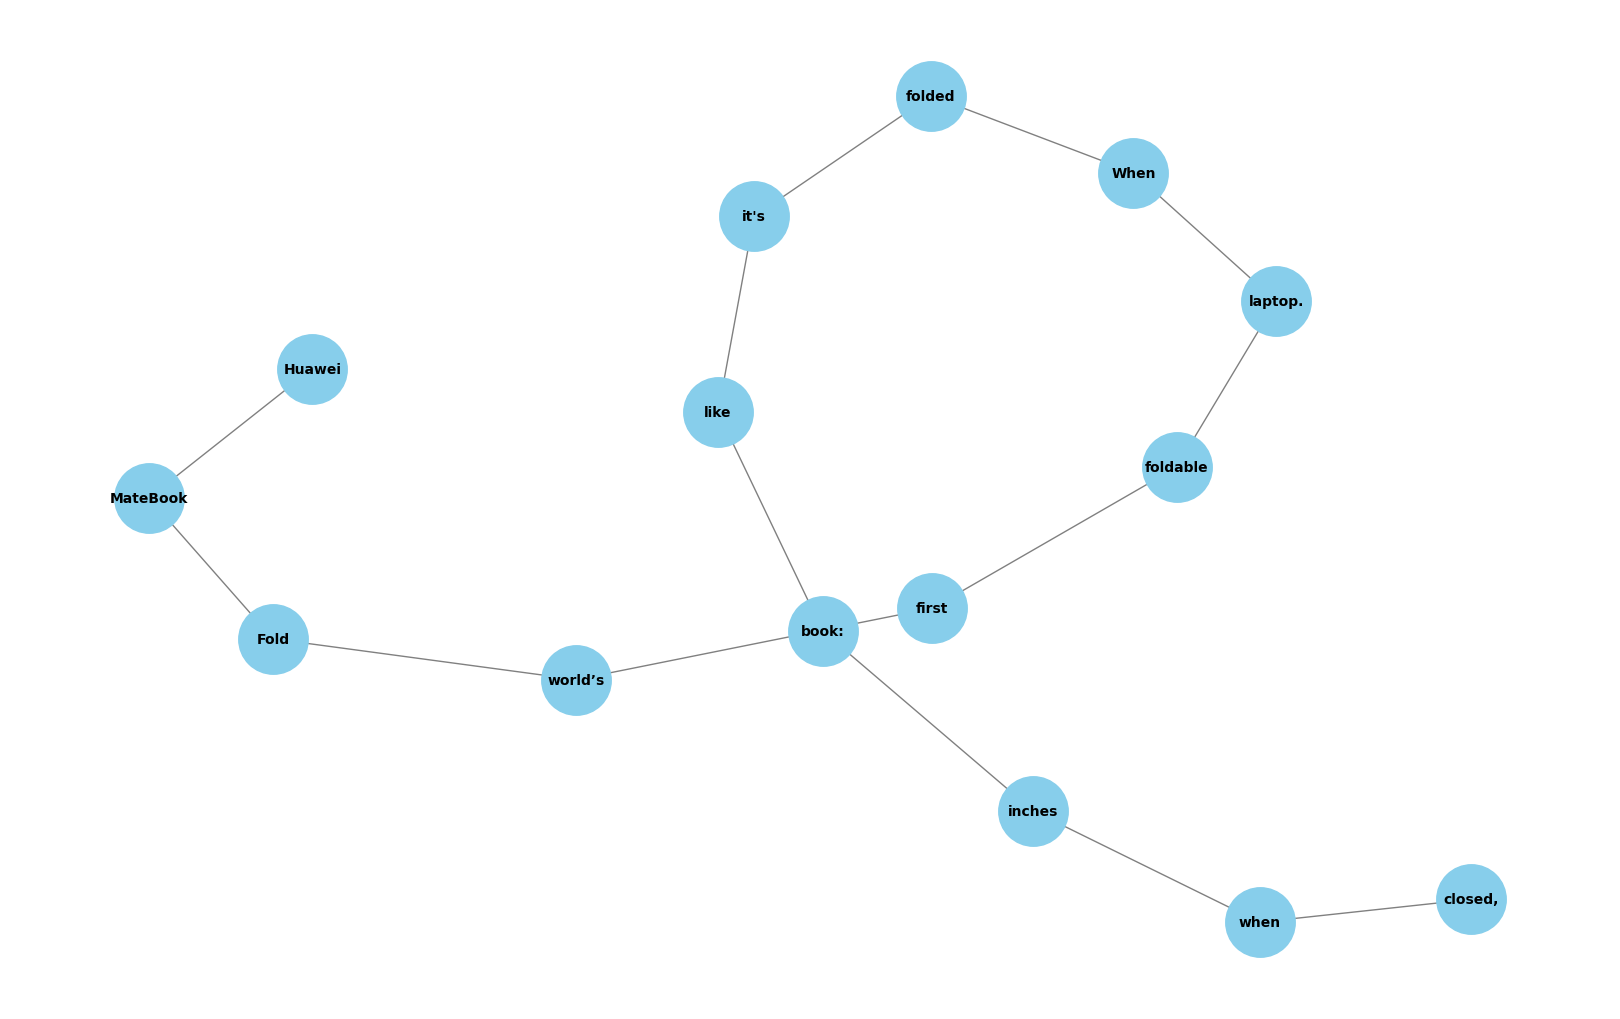 folded
When
it's
laptop.
Huawei
like
foldable
MateBook
first
book:
Fold
world’s
inches
closed,
when